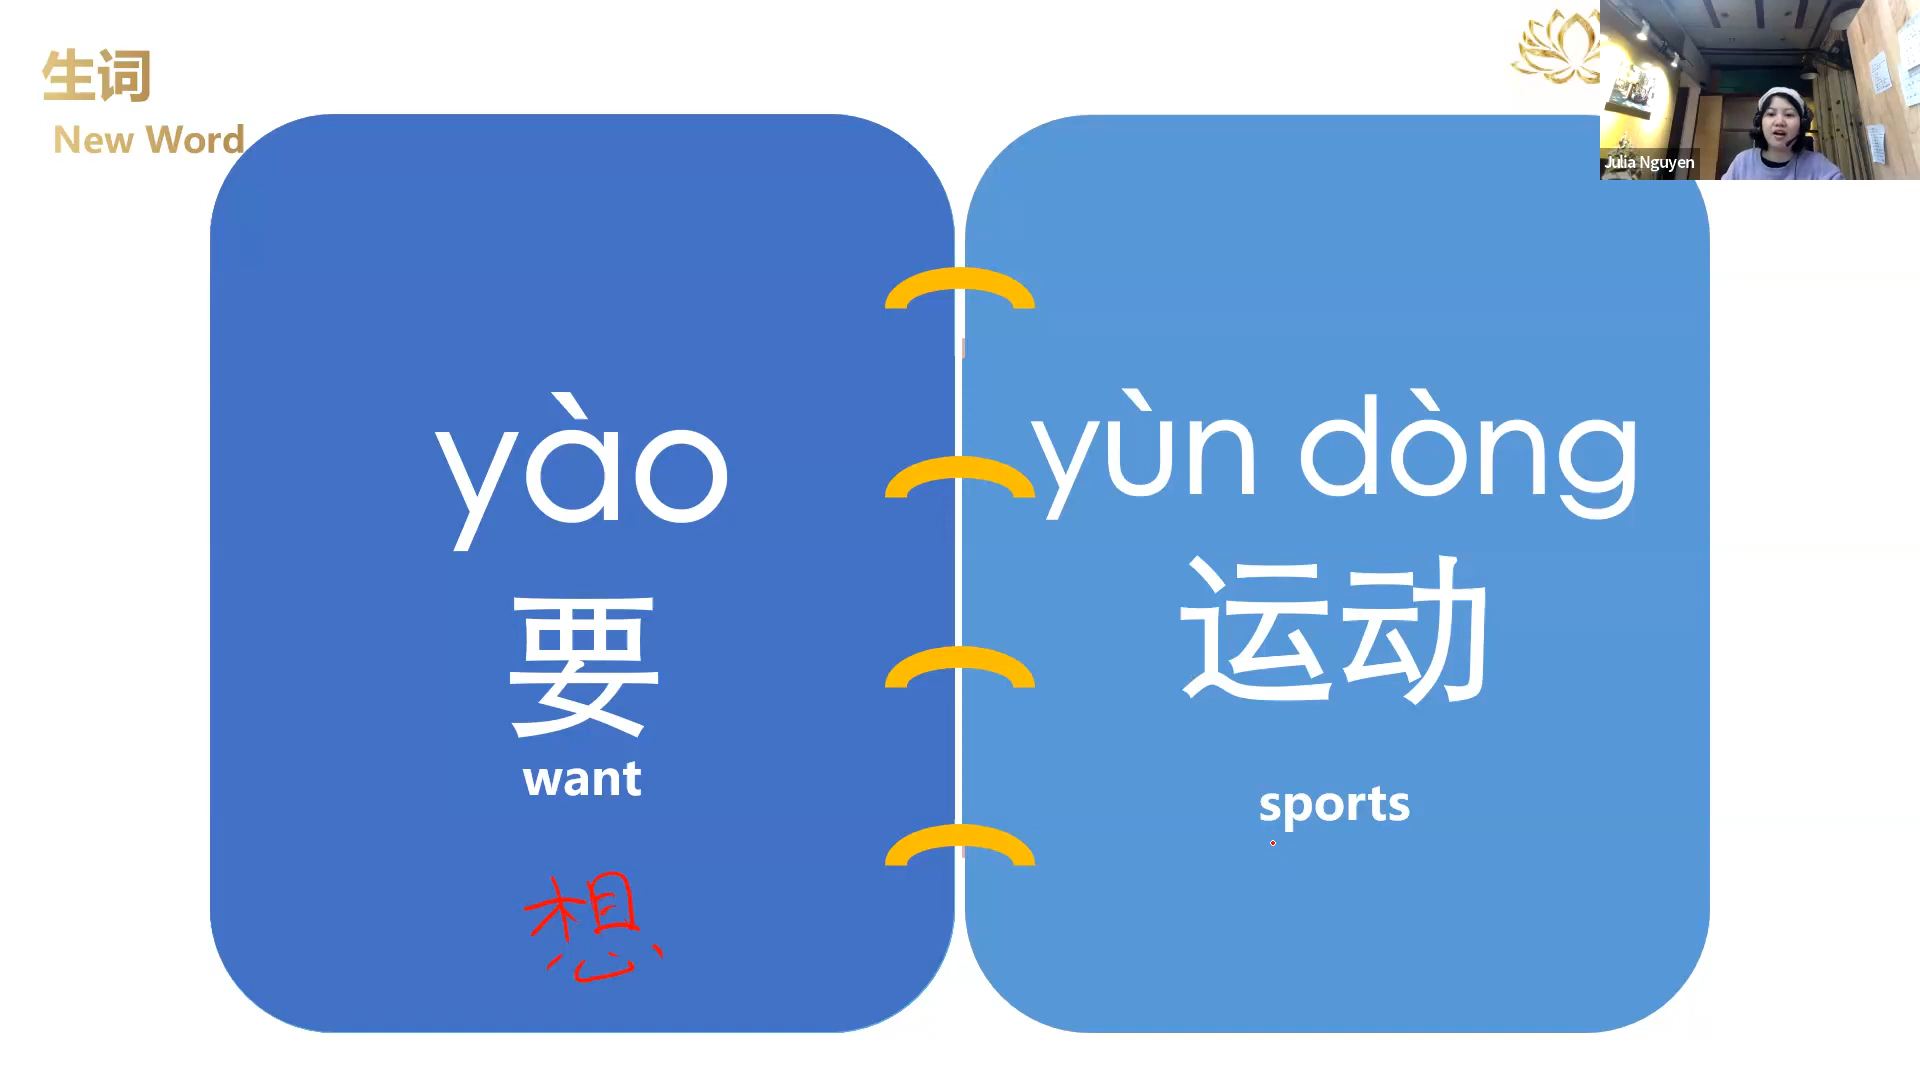 生词
New Word
Julia Nguyen
yào
要
want
想
yùn dòng
运动
sports